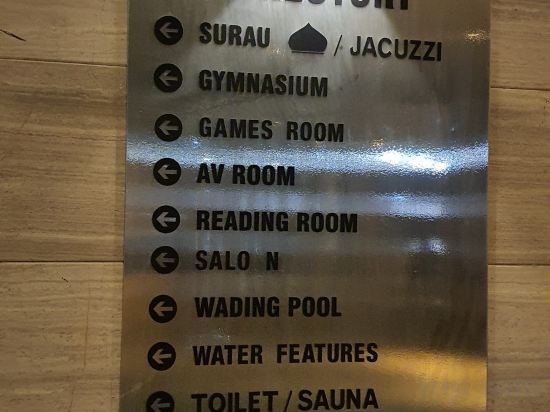 SURAU / JACUZZI
GYMNASIUM
GAMES ROOM
AV ROOM
READING ROOM
SALO N
WADING POOL
WATER FEATURES
TOILET / SAUNA